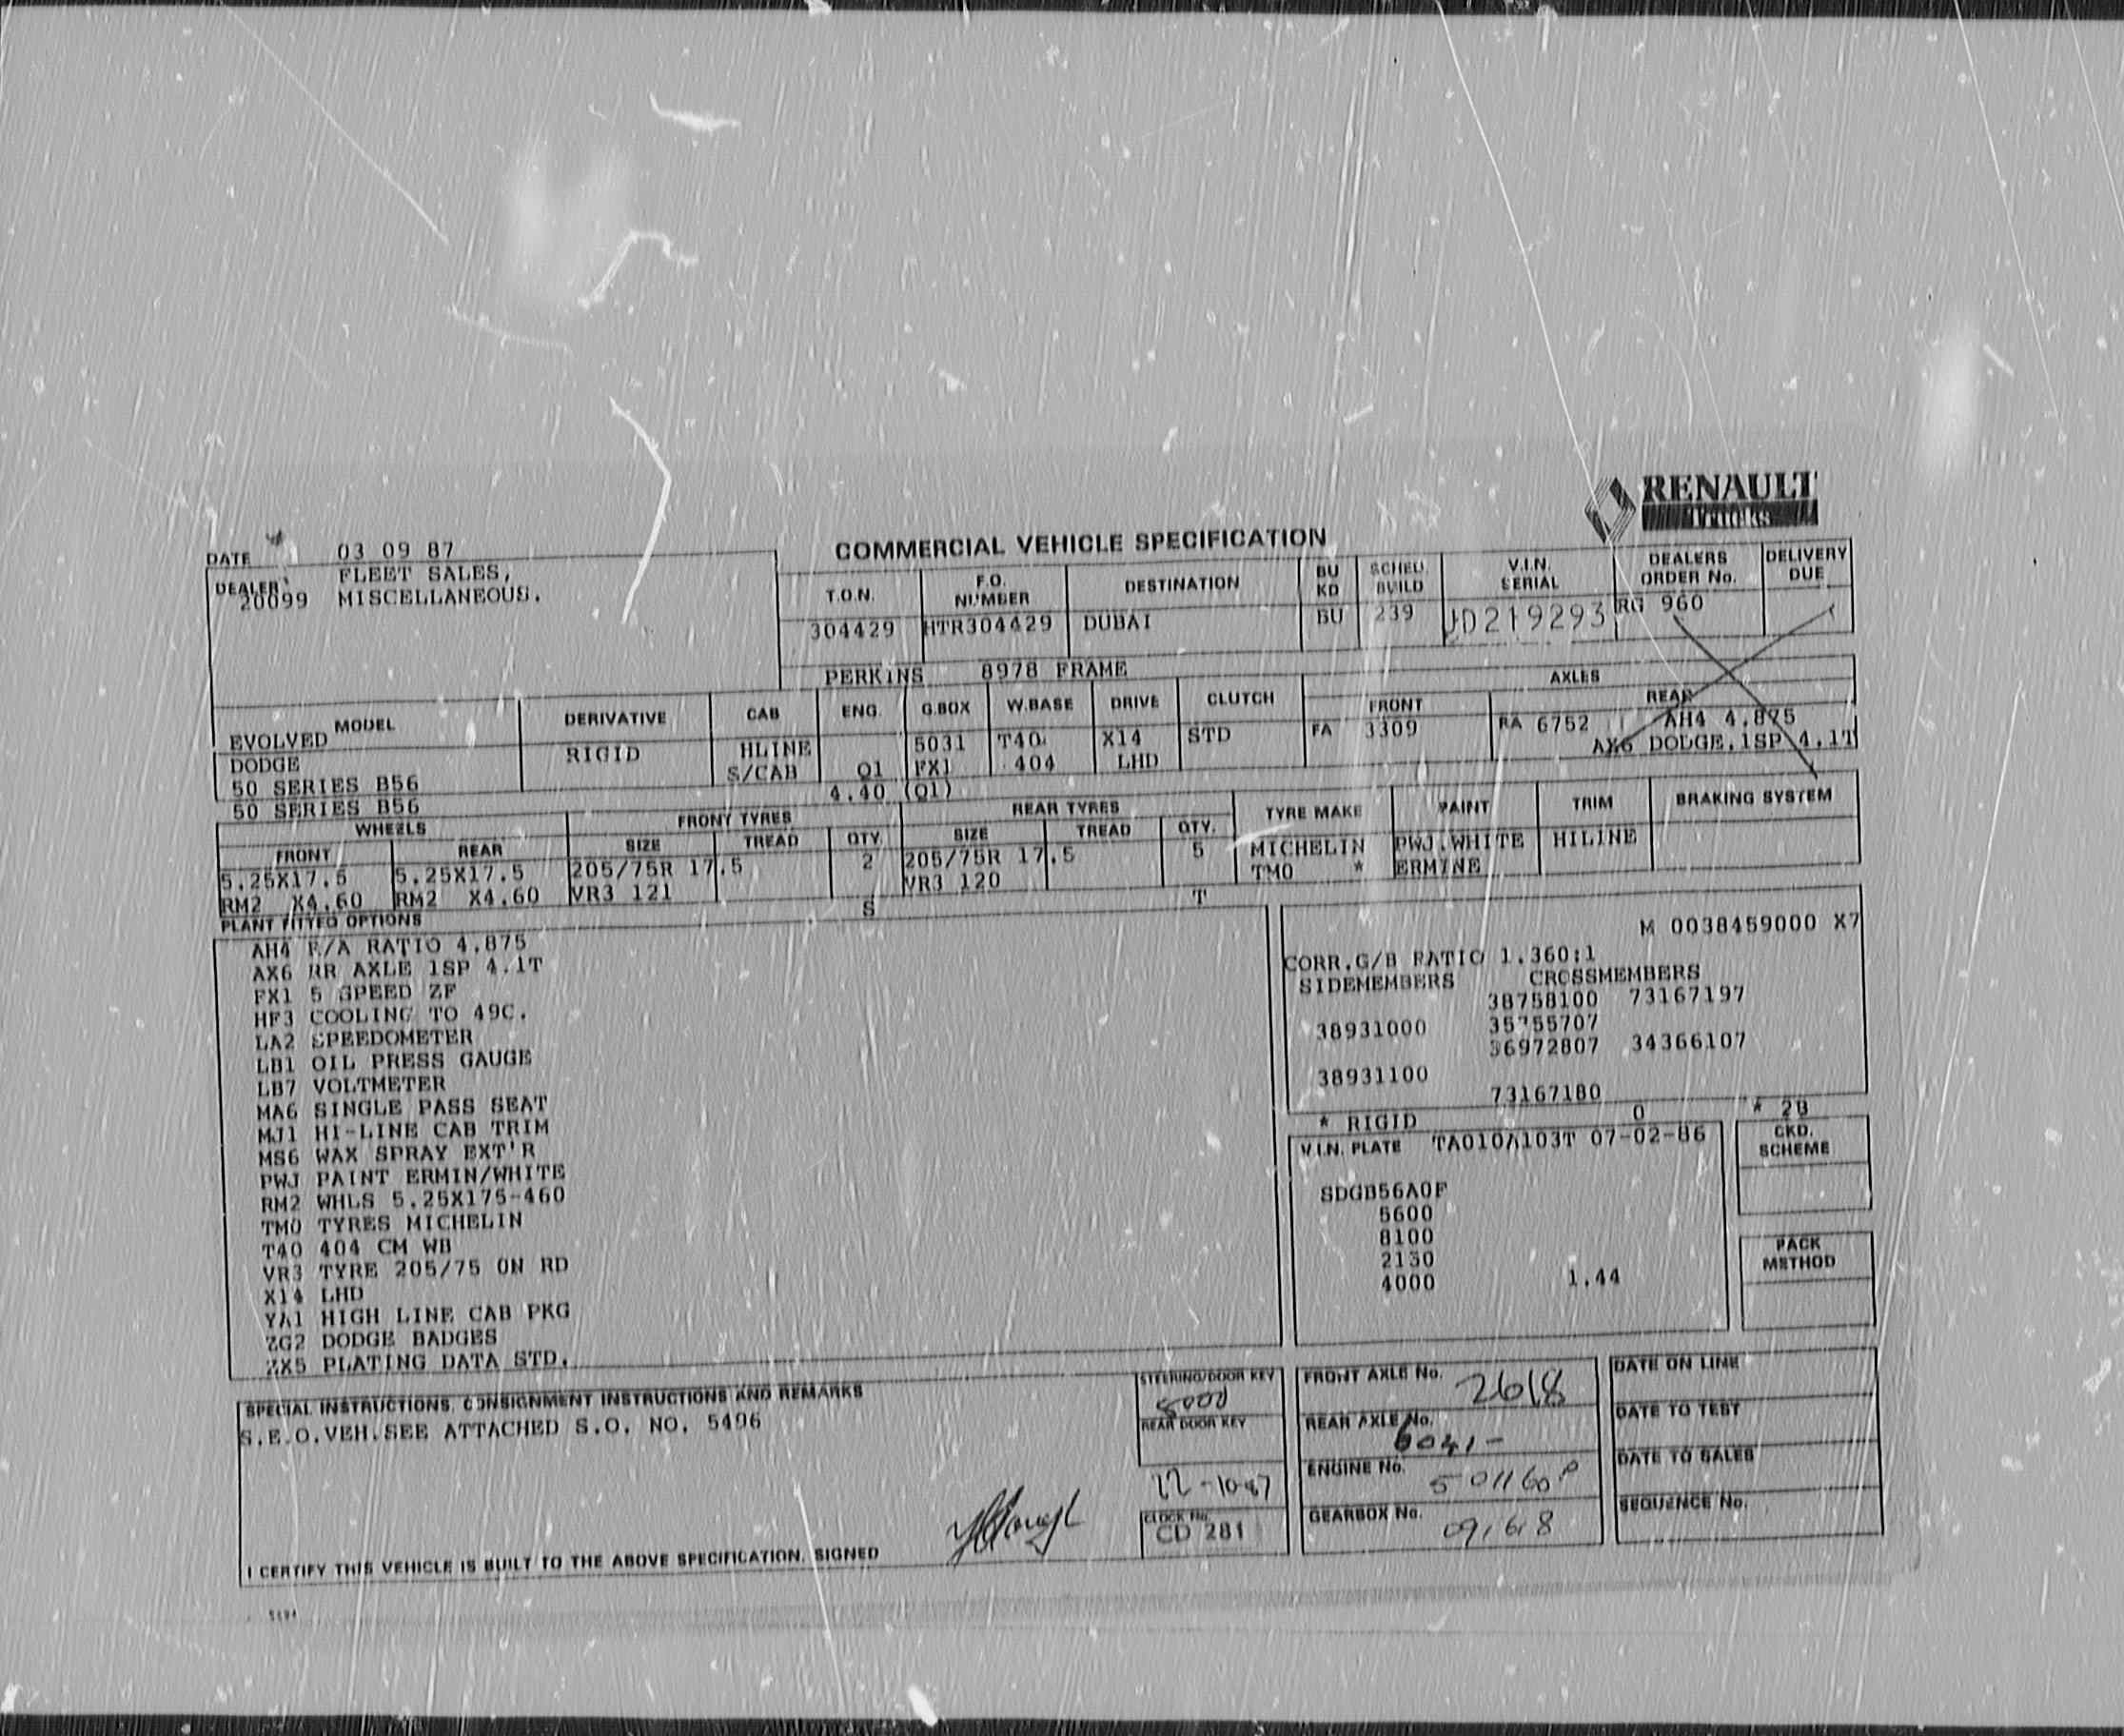 RENAULT
Trucks
COMMERCIAL VEHICLE SPECIFICATION
DATE 03 09 87
DEALER FLEET SALES,
20099 MISCELLANEOUS.
T.O.N. F.O. NUMBER DESTINATION BU KD SCHED BUILD V.I.N. SERIAL DEALERS ORDER No. DELIVERY DUE
304429 HTR304429 DUBAI BU 239 JD219293 RG 960
PERKINS 8978 FRAME
MODEL DERIVATIVE CAB ENG. G.BOX W.BASE DRIVE CLUTCH AXLES FRONT REAR
EVOLVED RIGID HLINE 5031 T40 X14 STD FA 3309 RA 6752 AH4 4.875
DODGE S/CAB Q1 FX1 404 LHD AX6 DODGE.1SP 4.1T
50 SERIES B56 4.40 (Q1)
50 SERIES B56
WHEELS FRONT TYRES REAR TYRES TYRE MAKE PAINT TRIM BRAKING SYSTEM
FRONT REAR SIZE TREAD QTY. SIZE TREAD QTY.
5.25X17.5 5.25X17.5 205/75R 17.5 2 205/75R 17.5 5 MICHELIN PWJ.WHITE HILINE
RM2 X4.60 RM2 X4.60 VR3 121 VR3 120 TM0 * ERMINE
S T
PLANT FITTED OPTIONS
AH4 R/A RATIO 4.875
AX6 RR AXLE 1SP 4.1T
FX1 5 SPEED ZF
HF3 COOLING TO 49C.
LA2 SPEEDOMETER
LB1 OIL PRESS GAUGE
LB7 VOLTMETER
MA6 SINGLE PASS SEAT
MJ1 HI-LINE CAB TRIM
MS6 WAX SPRAY EXT'R
PWJ PAINT ERMIN/WHITE
RM2 WHLS 5.25X175-460
TM0 TYRES MICHELIN
T40 404 CM WB
VR3 TYRE 205/75 ON RD
X14 LHD
YA1 HIGH LINE CAB PKG
ZG2 DODGE BADGES
ZX5 PLATING DATA STD.
M 0038459000 X7
CORR.G/B RATIO 1.360:1
SIDEMEMBERS CROSSMEMBERS
38758100 73167197
38931000 35755707
36972807 34366107
38931100
73167180
* RIGID 0 * 28
V.I.N. PLATE TA010A103T 07-02-86
SDGB56A0F
5600
8100
2150
4000 1.44
CKD. SCHEME
PACK METHOD
SPECIAL INSTRUCTIONS, CONSIGNMENT INSTRUCTIONS AND REMARKS
S.E.O.VEH.SEE ATTACHED S.O. NO. 5496
STEERING/DOOR KEY
REAR DOOR KEY
22-10-87
CLOCK No.
CD 281
FRONT AXLE No. 2618
REAR AXLE No. 6041-
ENGINE No. 501160P
GEARBOX No. 09,618
DATE ON LINE
DATE TO TEST
DATE TO SALES
SEQUENCE No.
I CERTIFY THIS VEHICLE IS BUILT TO THE ABOVE SPECIFICATION. SIGNED